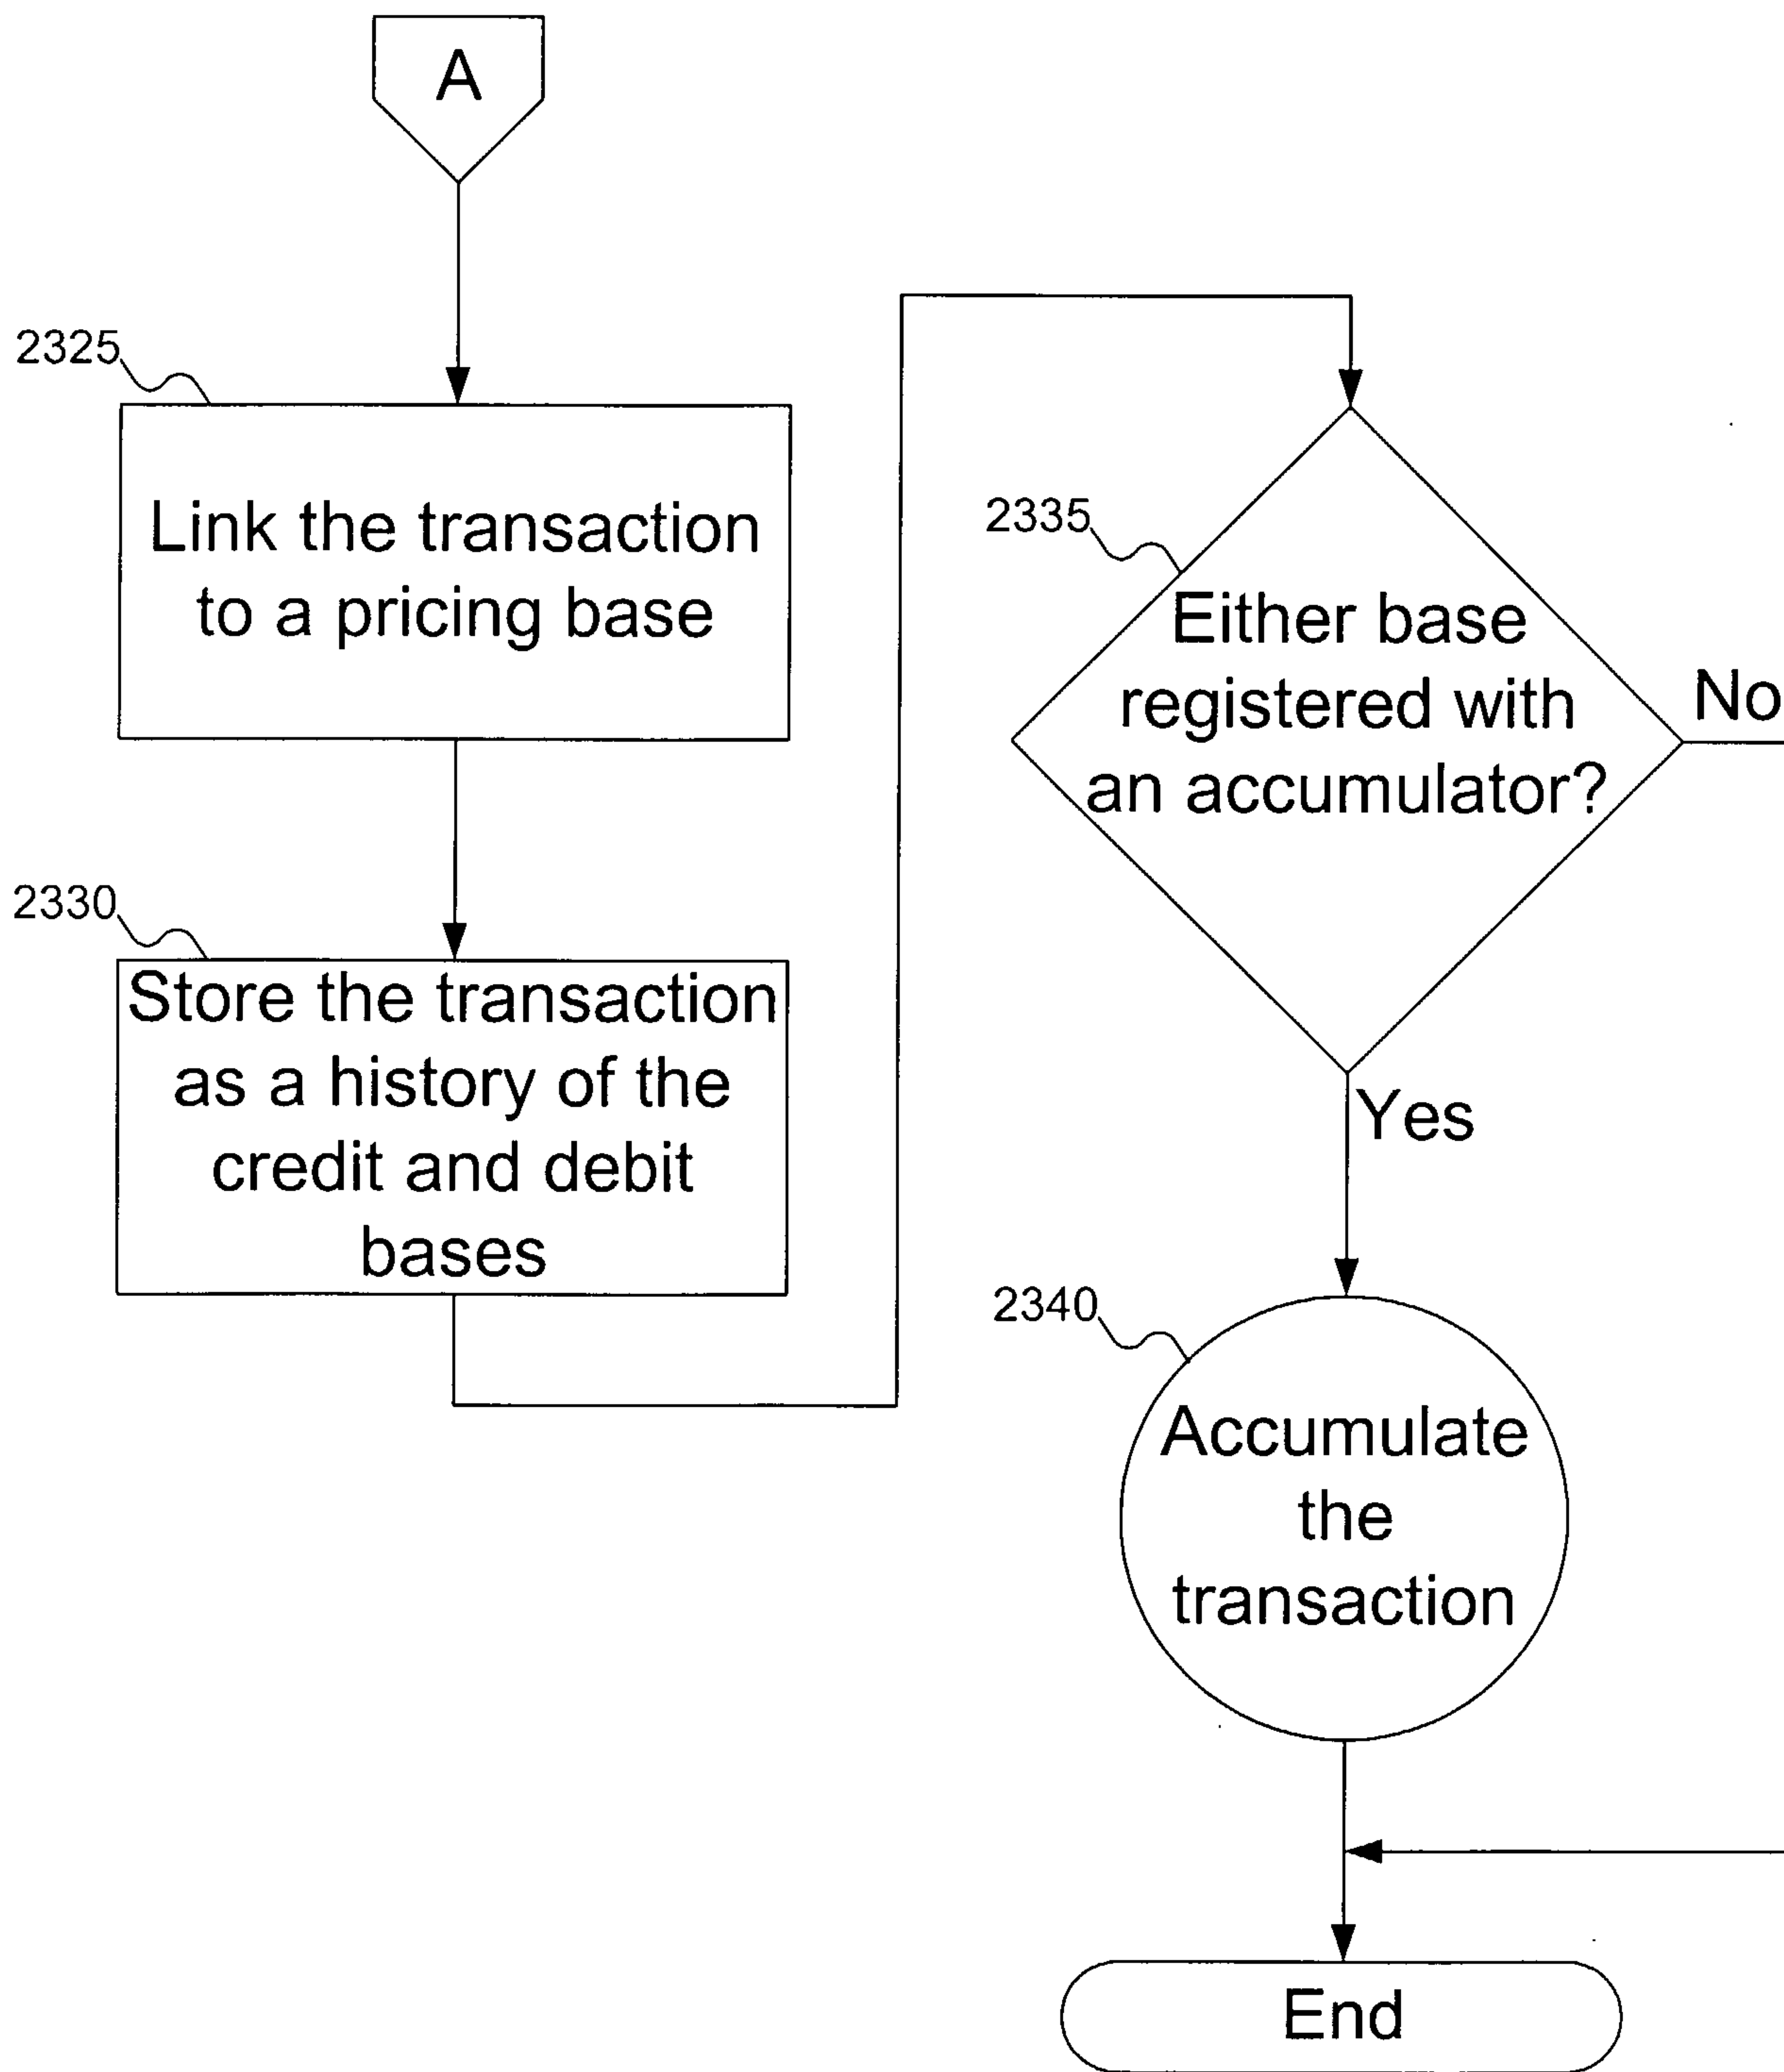 A
2325
Link the transaction
to a pricing base
2330
Store the transaction
as a history of the
credit and debit
bases
2335
Either base
registered with
an accumulator?
No
Yes
2340
Accumulate
the
transaction
End